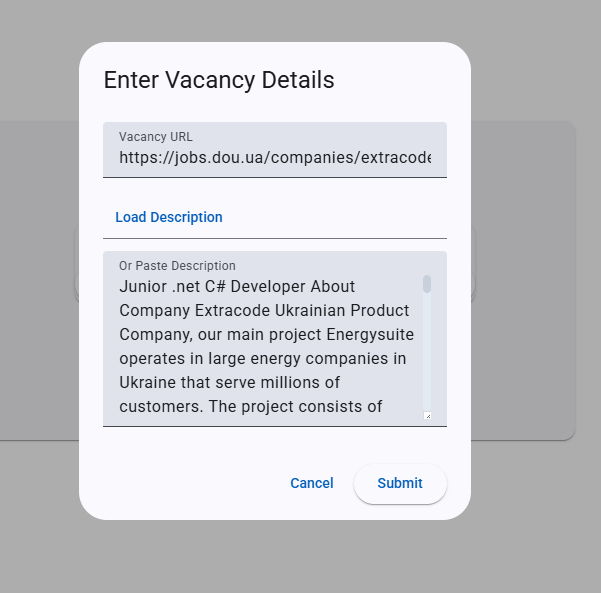 Enter Vacancy Details
Vacancy URL
https://jobs.dou.ua/companies/extracode
Load Description
Or Paste Description
Junior .net C# Developer About
Company Extracode Ukrainian Product
Company, our main project Energysuite
operates in large energy companies in
Ukraine that serve millions of
customers. The project consists of
Cancel
Submit